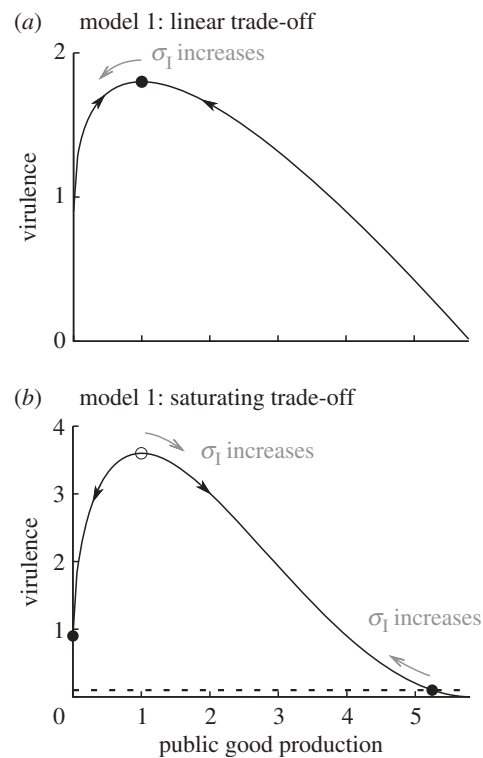 (a) model 1: linear trade-off
2
σI increases
1
virulence
0
(b) model 1: saturating trade-off
4
σI increases
3
2
virulence
σI increases
1
0 1 2 3 4 5
public good production